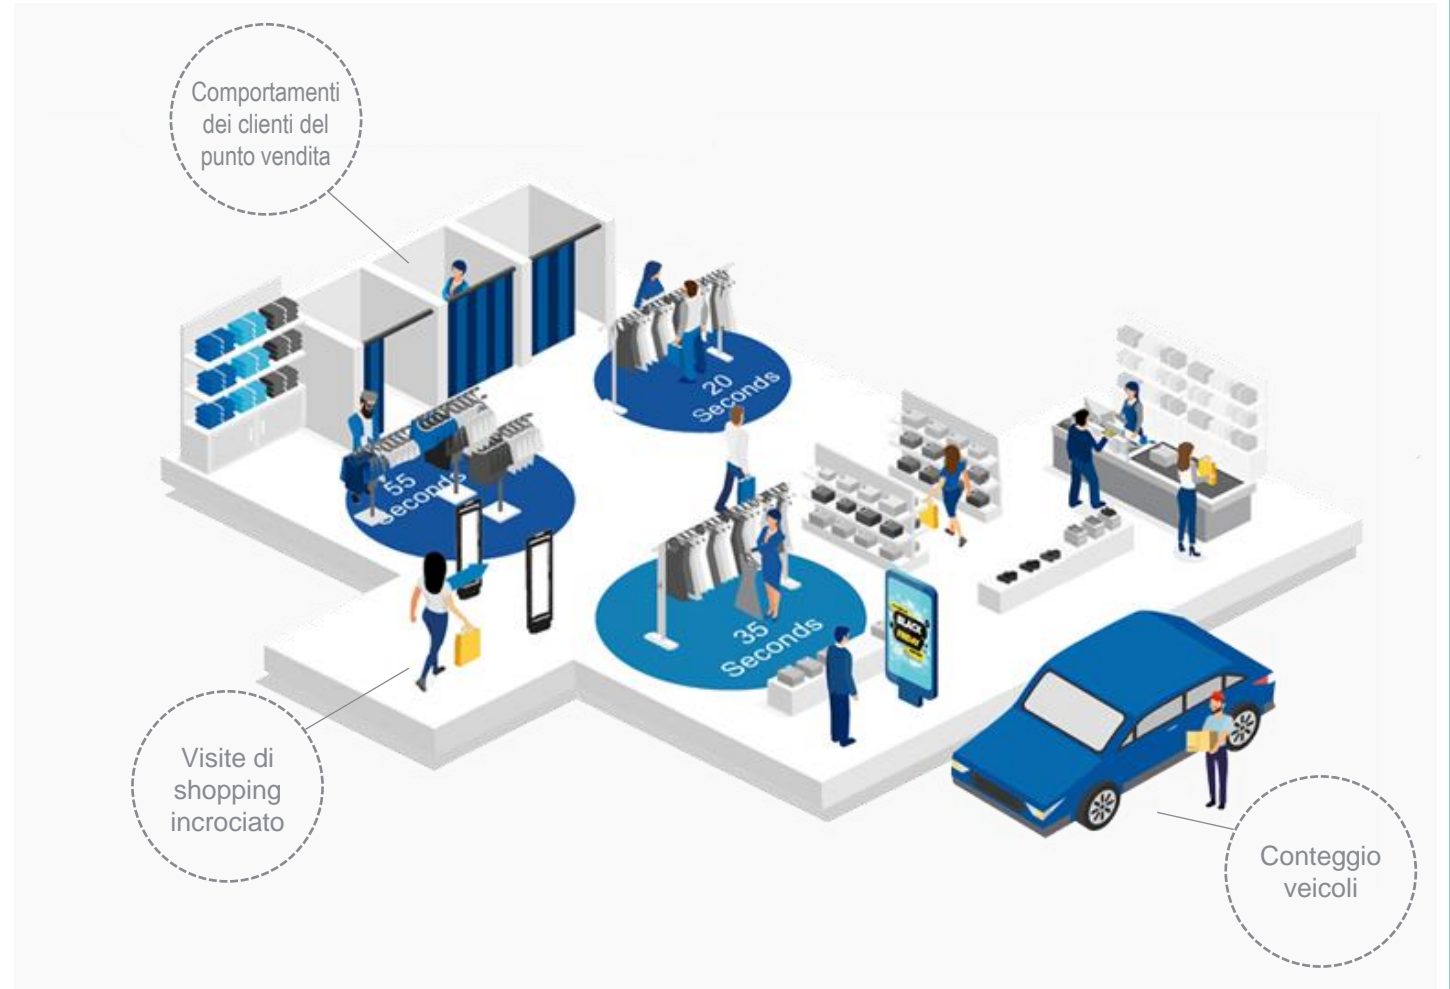 Comportamenti
dei clienti del
punto vendita
20
Seconds
55
Seconds
35
Seconds
BLACK
FRIDAY
Visite di
shopping
incrociato
Conteggio
veicoli